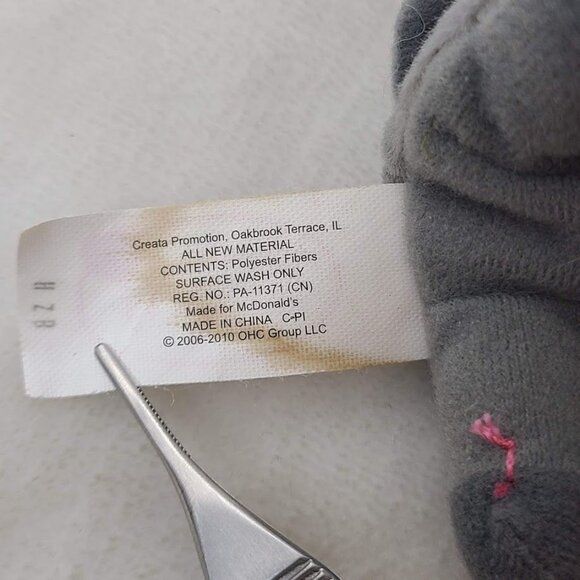 Creata Promotion, Oakbrook Terrace, IL
ALL NEW MATERIAL
CONTENTS: Polyester Fibers
SURFACE WASH ONLY
REG. NO.: PA-11371 (CN)
Made for McDonald's
MADE IN CHINA C-PI
© 2006-2010 OHC Group LLC
HZB